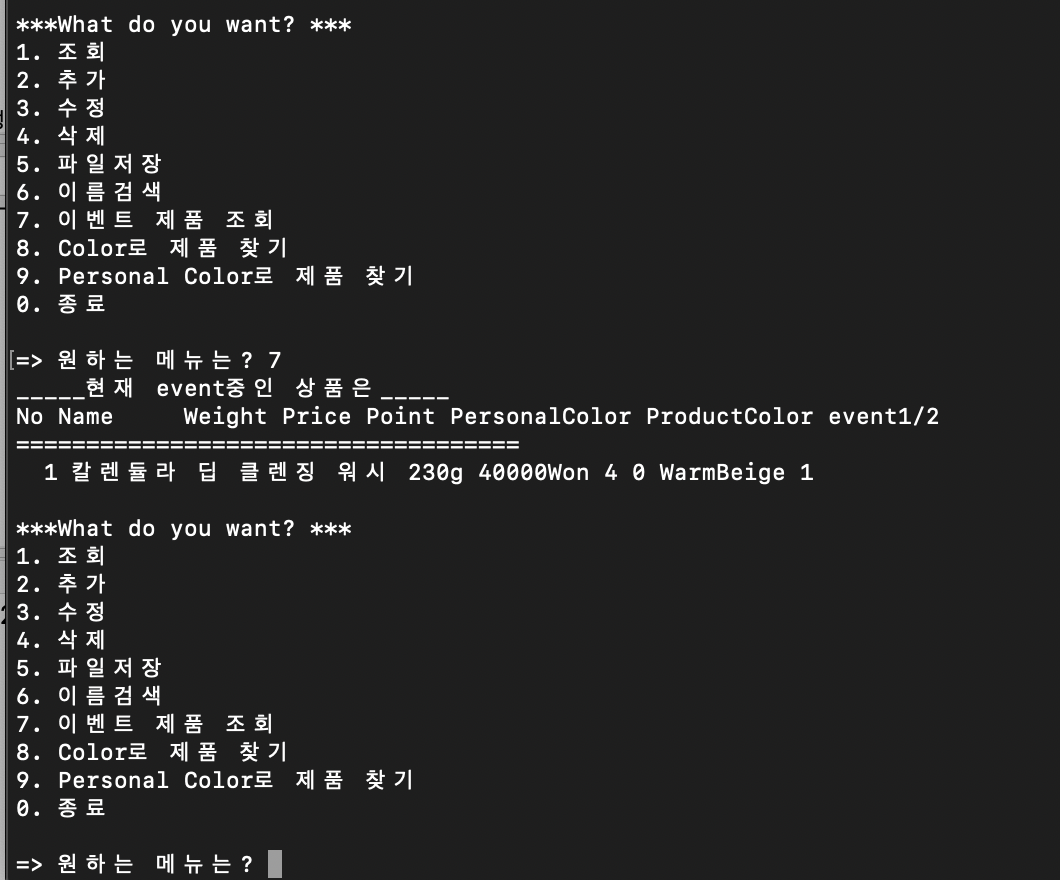 ***What do you want? ***
1. 조회
2. 추가
3. 수정
4. 삭제
5. 파일저장
6. 이름검색
7. 이벤트 제품 조회
8. Color로 제품 찾기
9. Personal Color로 제품 찾기
0. 종료
[=> 원하는 메뉴는? 7
_____현재 event중인 상품은_____
No Name     Weight Price Point PersonalColor ProductColor event1/2
====================================
  1 칼렌듈라 딥 클렌징 워시 230g 40000Won 4 0 WarmBeige 1
***What do you want? ***
1. 조회
2. 추가
3. 수정
4. 삭제
5. 파일저장
6. 이름검색
7. 이벤트 제품 조회
8. Color로 제품 찾기
9. Personal Color로 제품 찾기
0. 종료
=> 원하는 메뉴는?